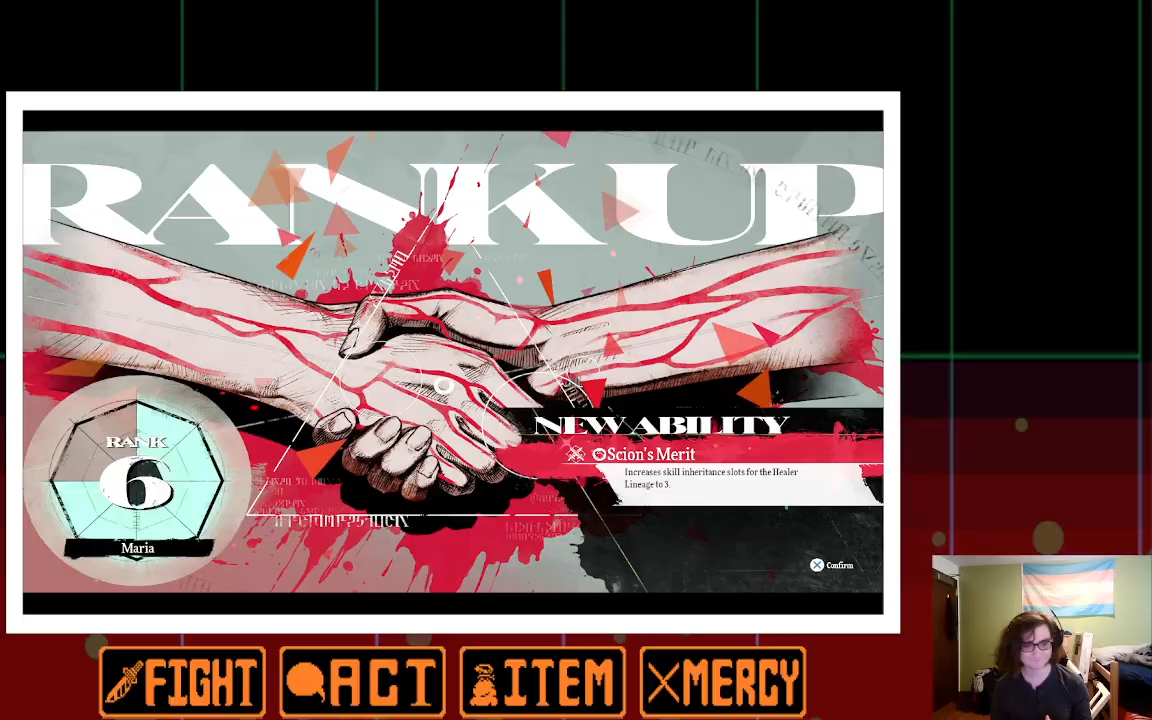 RANK UP
NEW ABILITY
Scion's Merit
Increases skill inheritance slots for the Healer
Lineage to 3.
RANK
6
Maria
Confirm
FIGHT
ACT
ITEM
MERCY